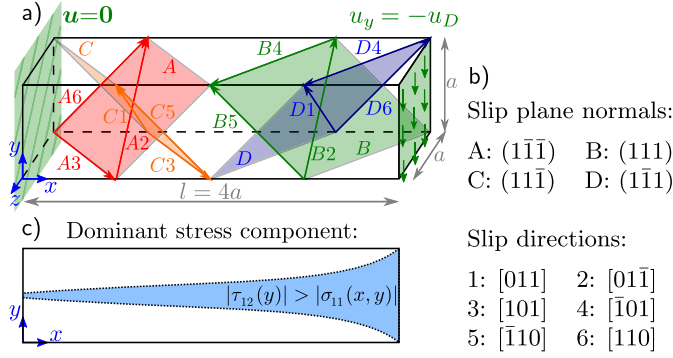 a)
u=0
u_y = −u_D
C
A
B4
D4
A6
C1
C5
D1
D6
a
B5
A2
A3
C3
D
B2
B
a
y
x
z
l = 4a
b)
Slip plane normals:
A: (11̄1̄) B: (111)
C: (111̄) D: (11̄1)
c) Dominant stress component:
|τ₁₂(y)| > |σ₁₁(x, y)|
y
x
Slip directions:
1: [011] 2: [011̄]
3: [101] 4: [1̄01]
5: [1̄10] 6: [110]